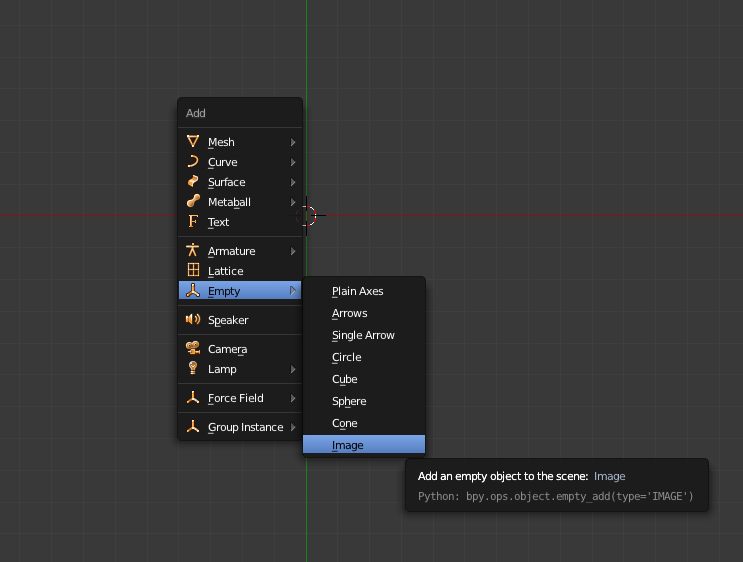 Add
Mesh
Curve
Surface
Metaball
Text
Armature
Lattice
Empty
Speaker
Camera
Lamp
Force Field
Group Instance
Plain Axes
Arrows
Single Arrow
Circle
Cube
Sphere
Cone
Image
Add an empty object to the scene: Image
Python: bpy.ops.object.empty_add(type='IMAGE')